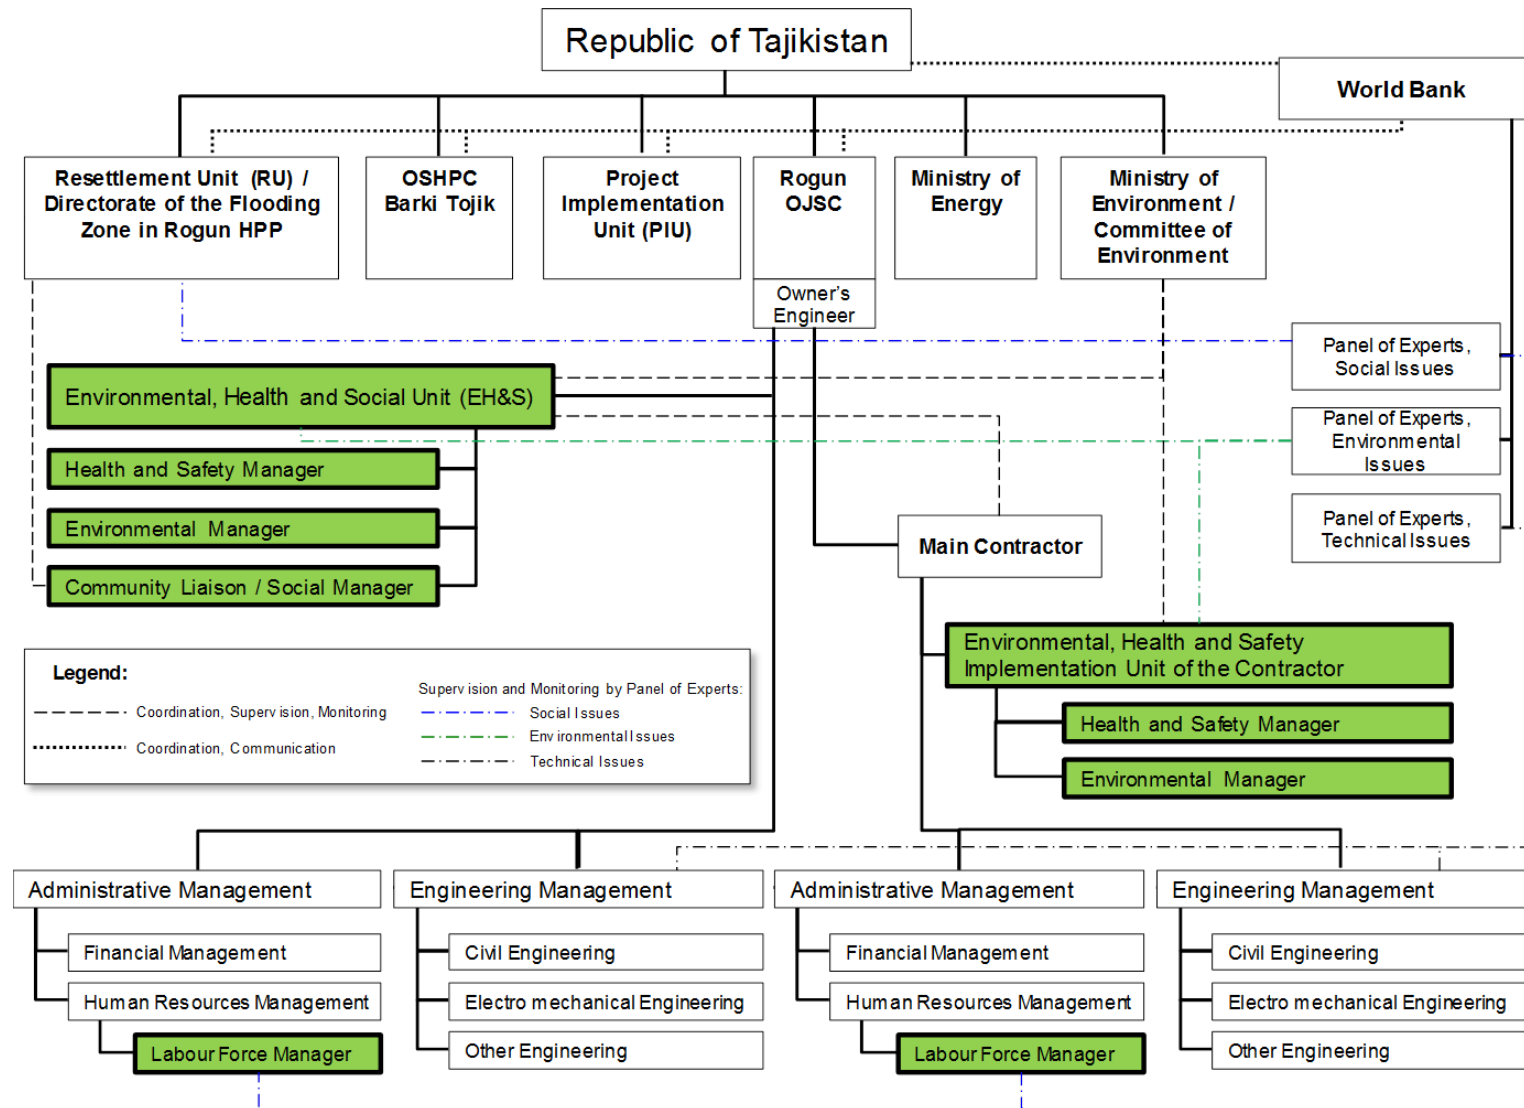 Republic of Tajikistan
World Bank
Resettlement Unit (RU) /
Directorate of the Flooding
Zone in Rogun HPP
OSHPC
Barki Tojik
Project
Implementation
Unit (PIU)
Rogun
OJSC
Ministry of
Energy
Ministry of
Environment /
Committee of
Environment
Owner's
Engineer
Panel of Experts,
Social Issues
Environmental, Health and Social Unit (EH&S)
Panel of Experts,
Environmental
Issues
Health and Safety Manager
Environmental Manager
Community Liaison / Social Manager
Panel of Experts,
Technical Issues
Main Contractor
Environmental, Health and Safety
Implementation Unit of the Contractor
Health and Safety Manager
Environmental Manager
Legend:
Coordination, Supervision, Monitoring
Coordination, Communication
Supervision and Monitoring by Panel of Experts:
Social Issues
Environmental Issues
Technical Issues
Administrative Management
Financial Management
Human Resources Management
Labour Force Manager
Engineering Management
Civil Engineering
Electro mechanical Engineering
Other Engineering
Administrative Management
Financial Management
Human Resources Management
Labour Force Manager
Engineering Management
Civil Engineering
Electro mechanical Engineering
Other Engineering